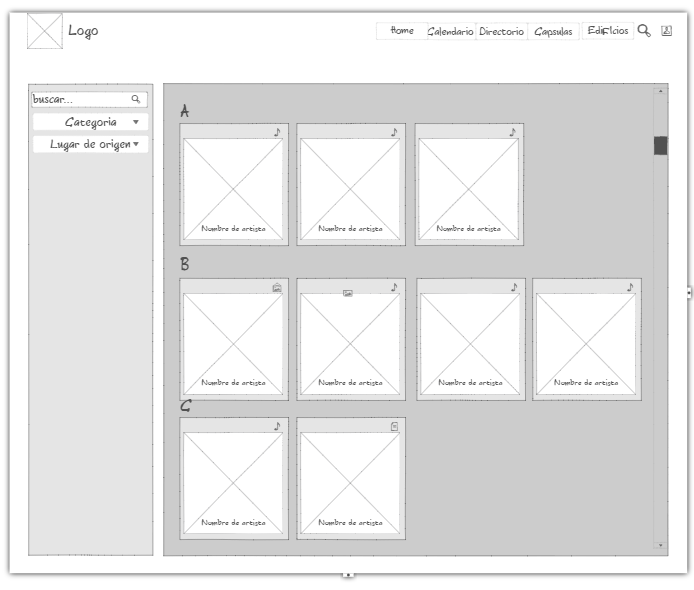 Logo
Home Calendario Directorio Capsulas Edificios
buscar...
Categoria
Lugar de origen
A
Nombre de artista Nombre de artista Nombre de artista
B
Nombre de artista Nombre de artista Nombre de artista Nombre de artista
C
Nombre de artista Nombre de artista